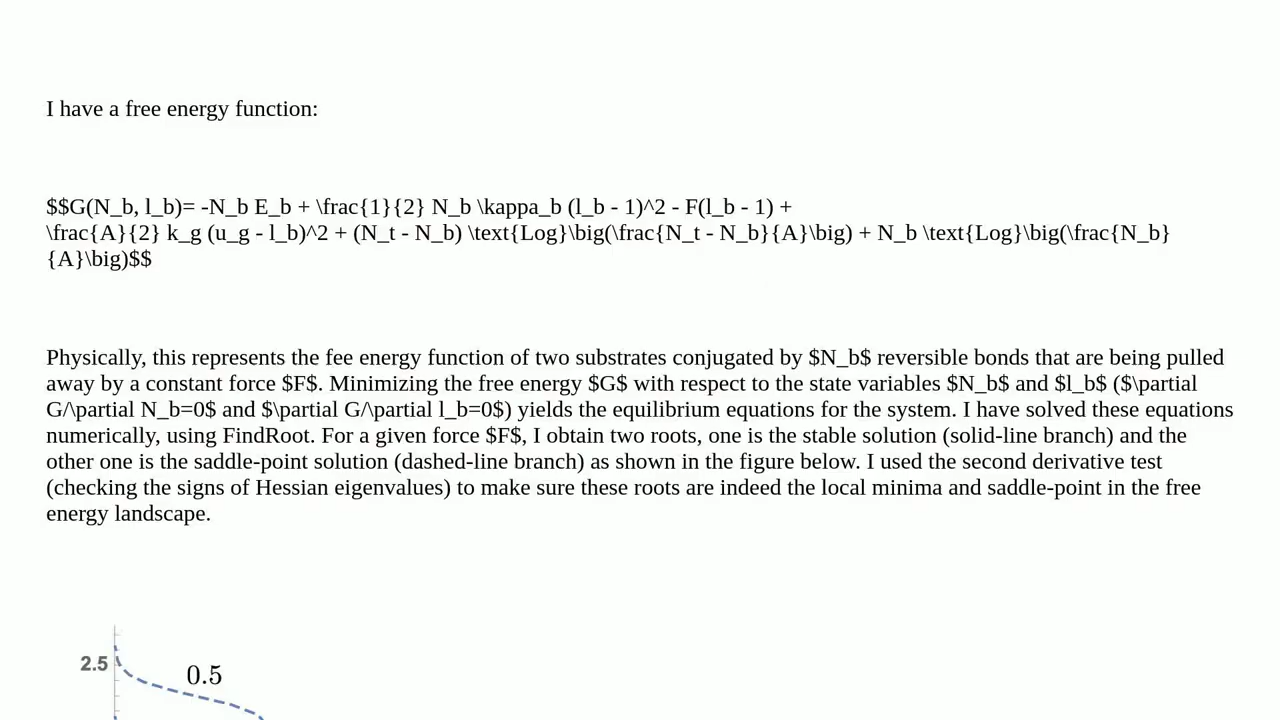 I have a free energy function:
$$G(N_b, l_b)= -N_b E_b + \frac{1}{2} N_b \kappa_b (l_b - 1)^2 - F(l_b - 1) +
\frac{A}{2} k_g (u_g - l_b)^2 + (N_t - N_b) \text{Log}\big(\frac{N_t - N_b}{A}\big) + N_b \text{Log}\big(\frac{N_b}
{A}\big)$$
Physically, this represents the fee energy function of two substrates conjugated by $N_b$ reversible bonds that are being pulled
away by a constant force $F$. Minimizing the free energy $G$ with respect to the state variables $N_b$ and $l_b$ ($\partial
G/\partial N_b=0$ and $\partial G/\partial l_b=0$) yields the equilibrium equations for the system. I have solved these equations
numerically, using FindRoot. For a given force $F$, I obtain two roots, one is the stable solution (solid-line branch) and the
other one is the saddle-point solution (dashed-line branch) as shown in the figure below. I used the second derivative test
(checking the signs of Hessian eigenvalues) to make sure these roots are indeed the local minima and saddle-point in the free
energy landscape.
2.5
0.5